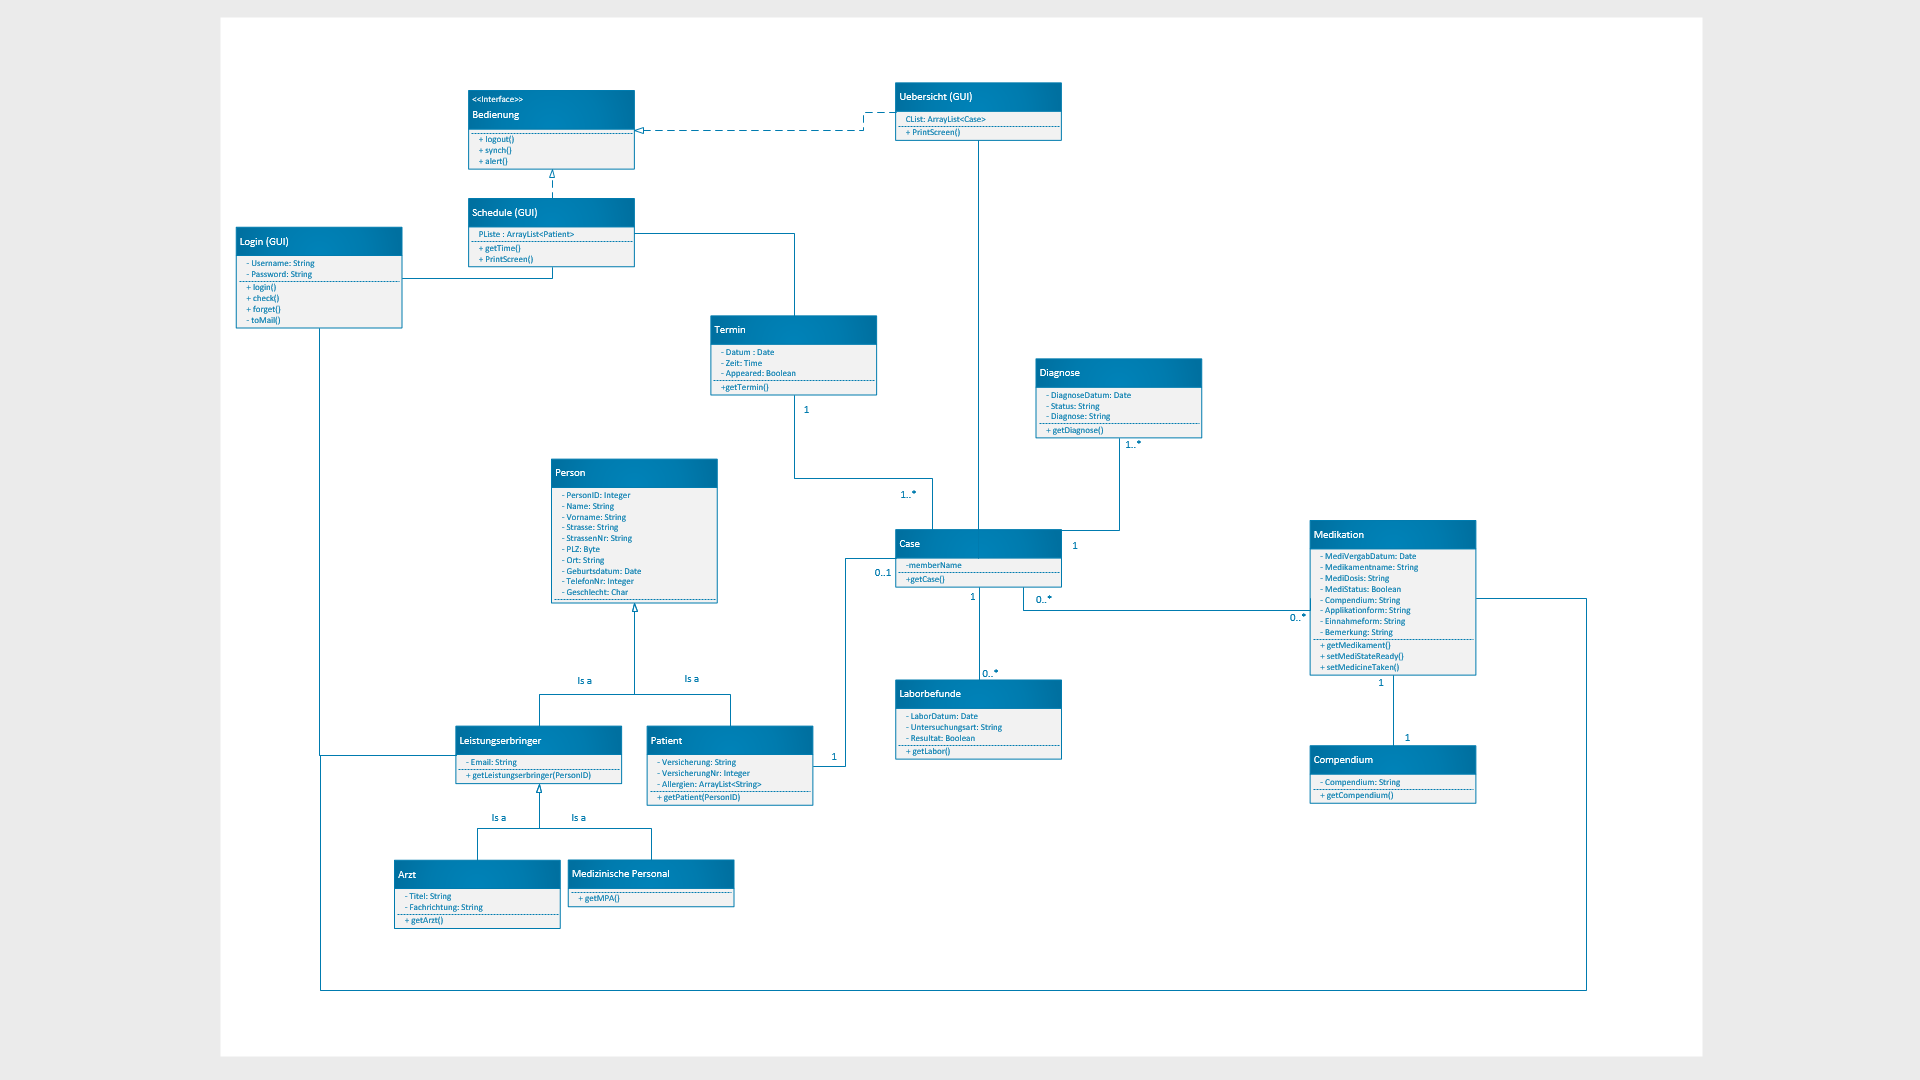 <<Interface>>
Bedienung
+ logout()
+ synch()
+ alert()
Uebersicht (GUI)
CList: ArrayList<Case>
+ PrintScreen()
Schedule (GUI)
PListe : ArrayList<Patient>
+ getTime()
+ PrintScreen()
Login (GUI)
- Username: String
- Password: String
+ login()
+ check()
+ forget()
- toMail()
Termin
- Datum : Date
- Zeit: Time
- Appeared: Boolean
+getTermin()
1
1..*
Diagnose
- DiagnoseDatum: Date
- Status: String
- Diagnose: String
+ getDiagnose()
1..*
1
Person
- PersonID: Integer
- Name: String
- Vorname: String
- Strasse: String
- StrassenNr: String
- PLZ: Byte
- Ort: String
- Geburtsdatum: Date
- TelefonNr: Integer
- Geschlecht: Char
Case
-memberName
+getCase()
0..1
1
0..*
0..*
Medikation
- MediVergabDatum: Date
- Medikamentname: String
- MediDosis: String
- MediStatus: Boolean
- Compendium: String
- Applikationform: String
- Einnahmeform: String
- Bemerkung: String
+ getMedikament()
+ setMediStateReady()
+ setMedicineTaken()
1
1
Is a
Is a
0..*
Laborbefunde
- LaborDatum: Date
- Untersuchungsart: String
- Resultat: Boolean
+ getLabor()
Leistungserbringer
- Email: String
+ getLeistungserbringer(PersonID)
Patient
- Versicherung: String
- VersicherungNr: Integer
- Allergien: ArrayList<String>
+ getPatient(PersonID)
1
Compendium
- Compendium: String
+ getCompendium()
Is a
Is a
Arzt
- Titel: String
- Fachrichtung: String
+ getArzt()
Medizinische Personal
+ getMPA()